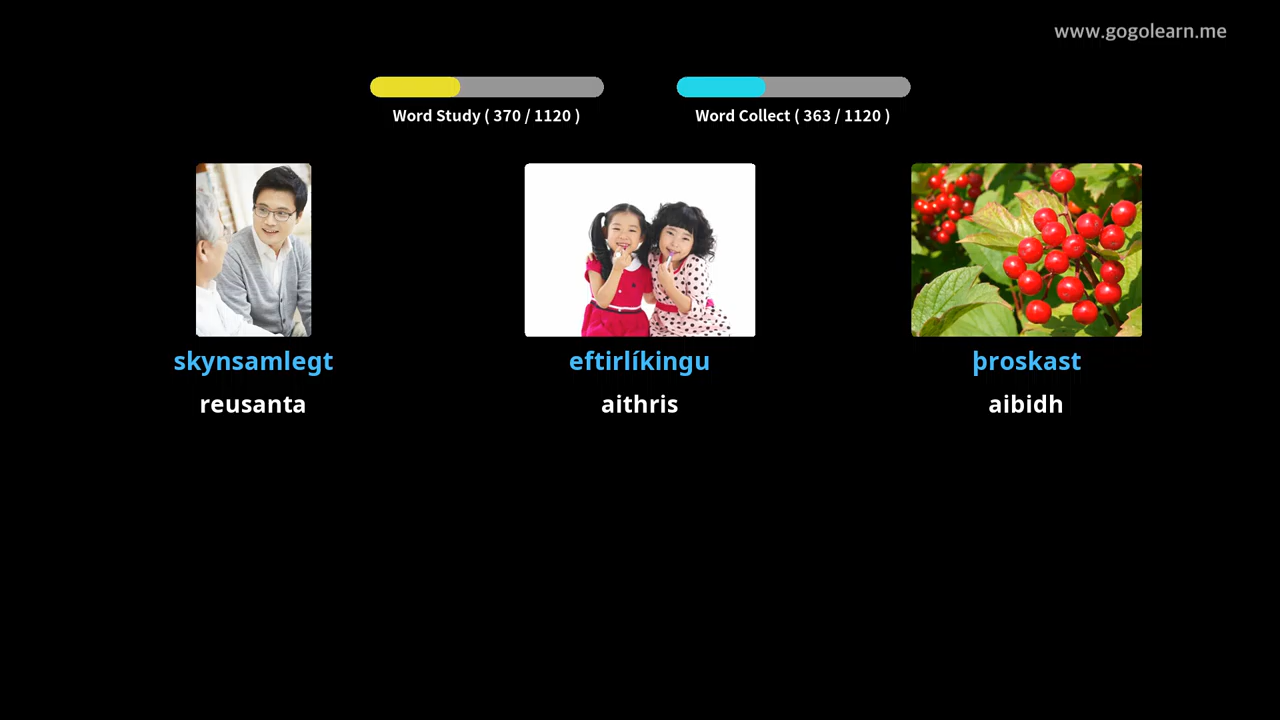 www.gogolearn.me
Word Study ( 370 / 1120 )
Word Collect ( 363 / 1120 )
skynsamlegt
reusanta
eftirlíkingu
aithris
þroskast
aibidh